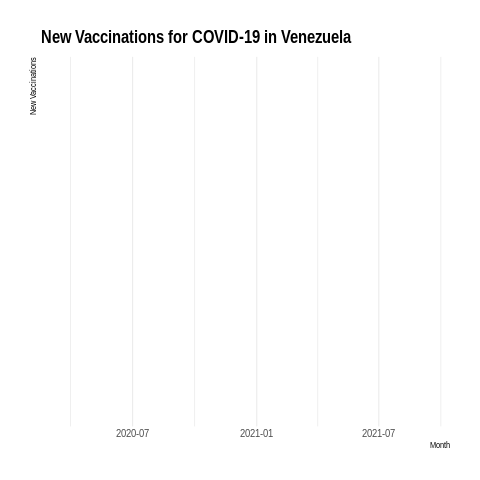 New Vaccinations for COVID-19 in Venezuela
New Vaccinations
2020-07
2021-01
2021-07
Month